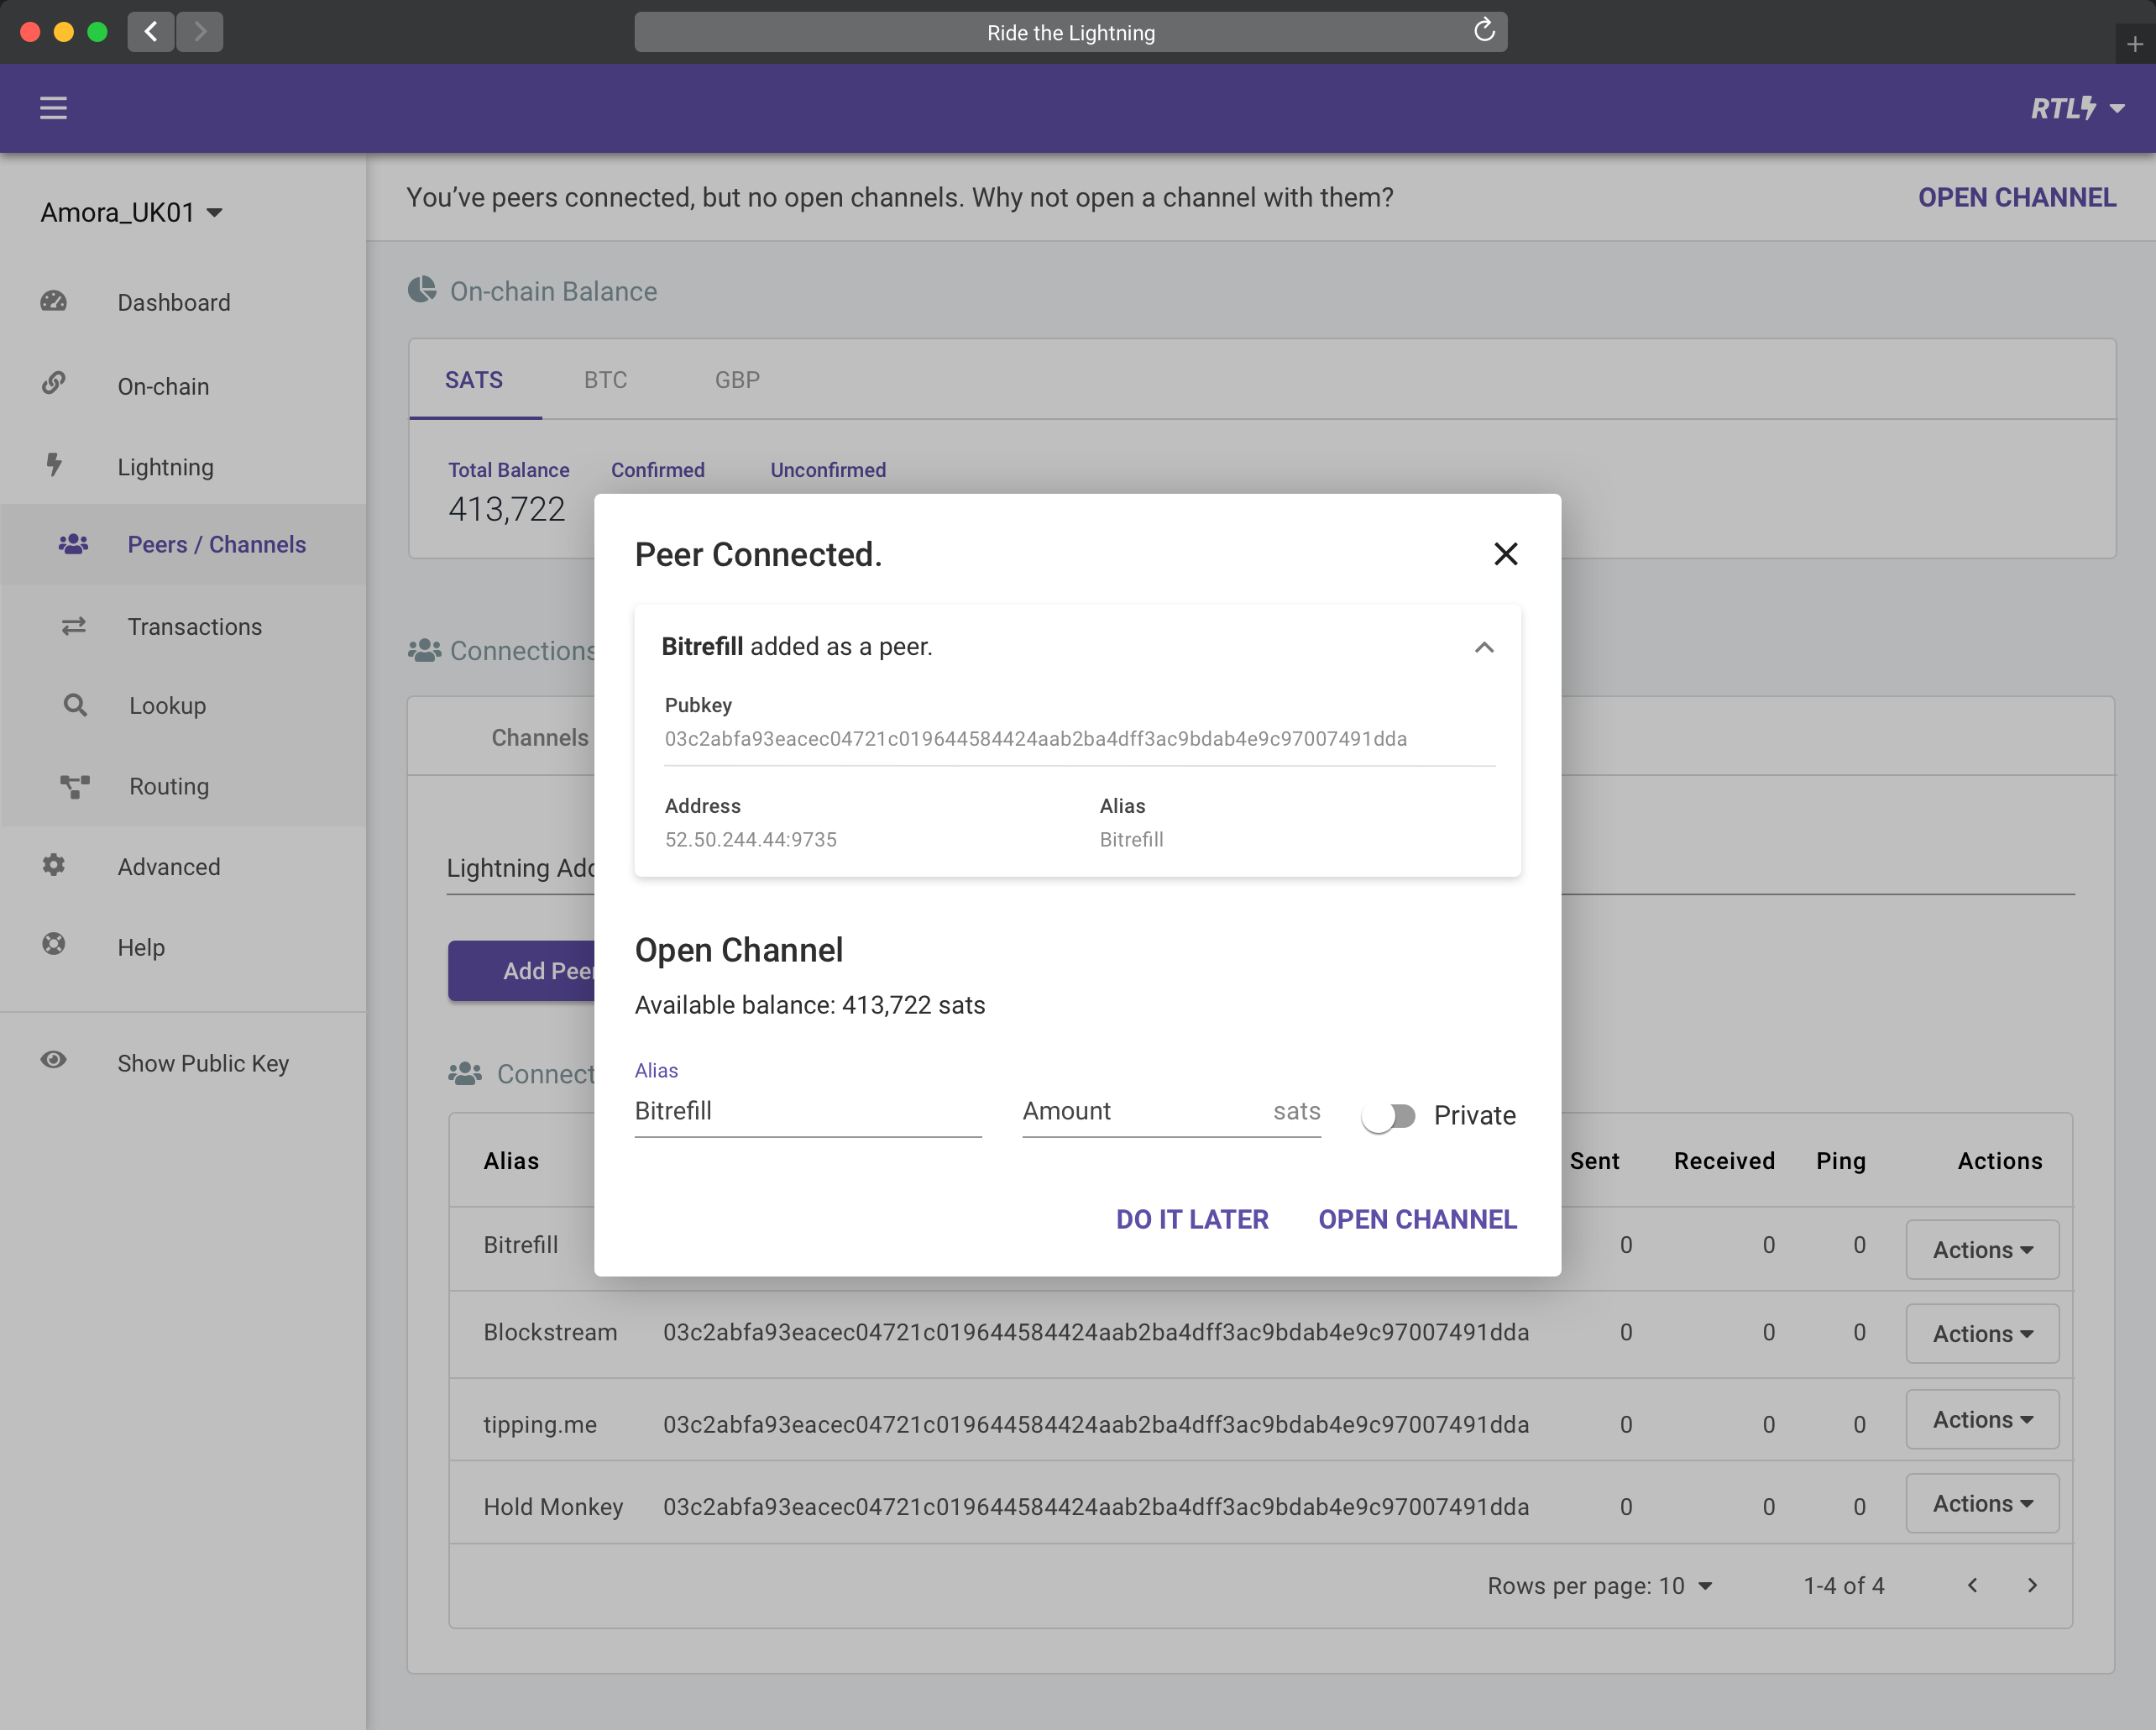 Ride the Lightning
RTL
Amora_UK01
Dashboard
On-chain
Lightning
Peers / Channels
Transactions
Lookup
Routing
Advanced
Help
Show Public Key
You’ve peers connected, but no open channels. Why not open a channel with them?
OPEN CHANNEL
On-chain Balance
SATS BTC GBP
Total Balance Confirmed Unconfirmed
413,722
Connections
Channels
Lightning Add
Add Peer
Connect
Peer Connected.
Bitrefill added as a peer.
Pubkey
03c2abfa93eacec04721c019644584424aab2ba4dff3ac9bdab4e9c97007491dda
Address Alias
52.50.244.44:9735 Bitrefill
Open Channel
Available balance: 413,722 sats
Alias
Bitrefill Amount sats Private
DO IT LATER OPEN CHANNEL
Alias Sent Received Ping Actions
Bitrefill 0 0 0 Actions
Blockstream 03c2abfa93eacec04721c019644584424aab2ba4dff3ac9bdab4e9c97007491dda 0 0 0 Actions
tipping.me 03c2abfa93eacec04721c019644584424aab2ba4dff3ac9bdab4e9c97007491dda 0 0 0 Actions
Hold Monkey 03c2abfa93eacec04721c019644584424aab2ba4dff3ac9bdab4e9c97007491dda 0 0 0 Actions
Rows per page: 10 1-4 of 4